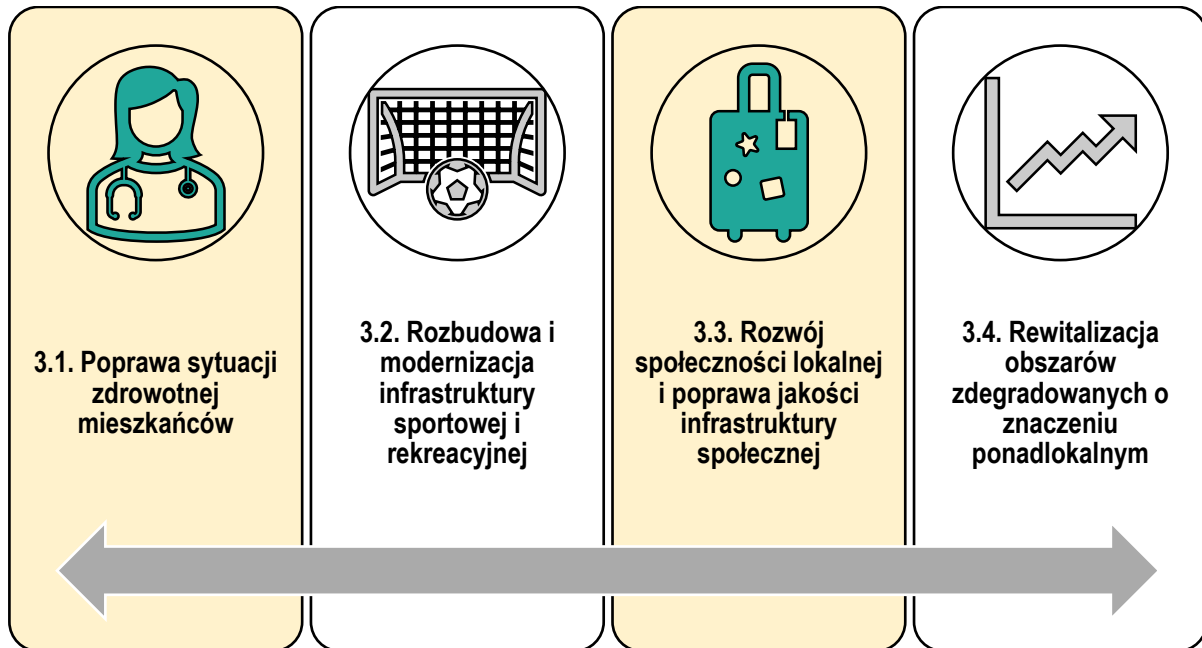 3.1. Poprawa sytuacji
zdrowotnej
mieszkańców
3.2. Rozbudowa i
modernizacja
infrastruktury
sportowej i
rekreacyjnej
3.3. Rozwój
społeczności lokalnej
i poprawa jakości
infrastruktury
społecznej
3.4. Rewitalizacja
obszarów
zdegradowanych o
znaczeniu
ponadlokalnym